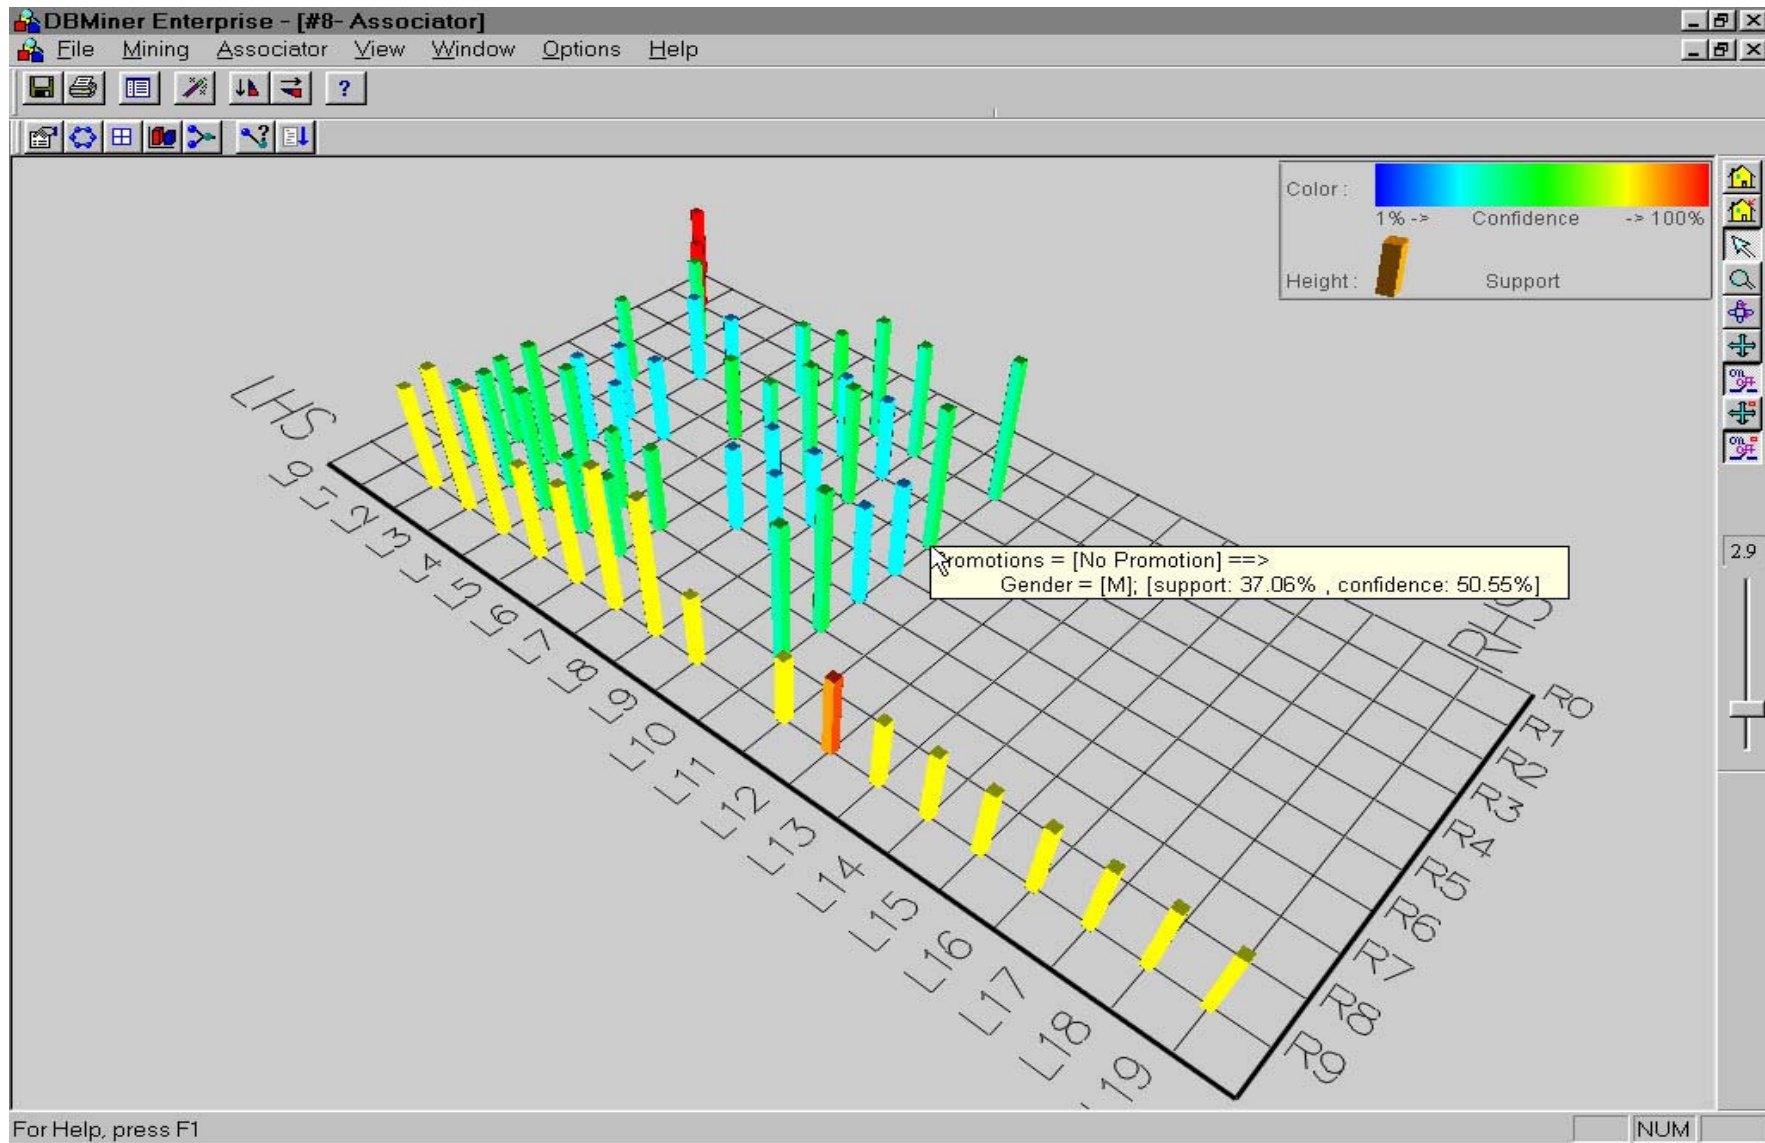 DBMiner Enterprise - [#8- Associator]
File Mining Associator View Window Options Help
?
Color :
1% -> Confidence -> 100%
Height : Support
LHS
L0
L1
L2
L3
L4
L5
L6
L7
L8
L9
L10
L11
L12
L13
L14
L15
L16
L17
L18
L19
romotions = [No Promotion] ==>
Gender = [M]; [support: 37.06% , confidence: 50.55%]
RHS
R0
R1
R2
R3
R4
R5
R6
R7
R8
R9
2.9
For Help, press F1
NUM